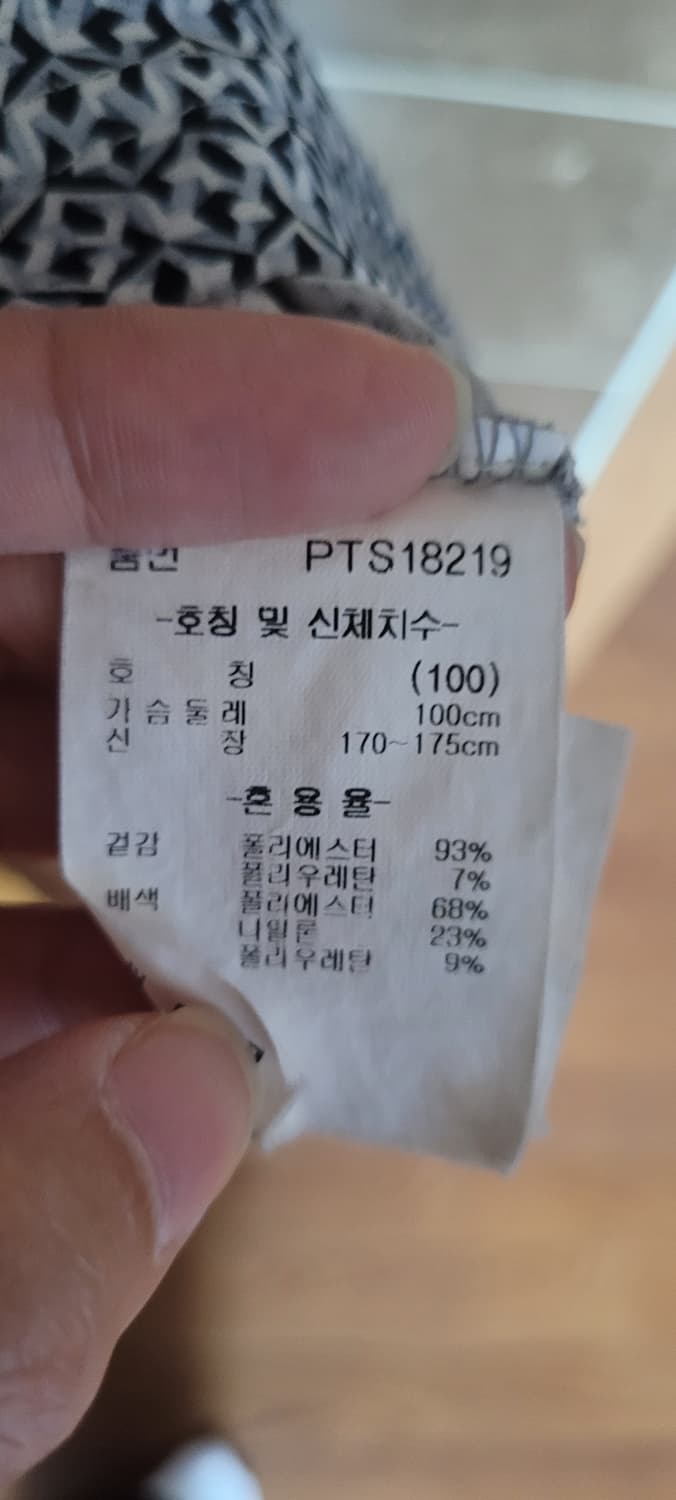 품번 PTS18219
-호칭 및 신체치수-
호 칭 (100)
가 슴 둘 레 100cm
신 장 170~175cm
-혼 용 율-
겉감 폴리에스터 93%
폴리우레탄 7%
배색 폴리에스터 68%
나일론 23%
폴리우레탄 9%